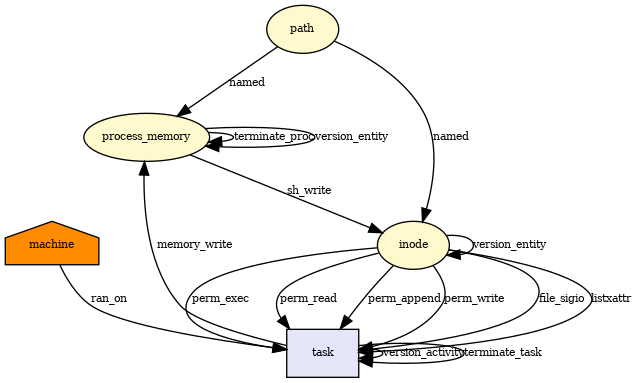 path
named
named
process_memory
terminate_proc
version_entity
sh_write
machine
memory_write
inode
version_entity
ran_on
perm_exec
perm_read
perm_append
perm_write
file_sigio
listxattr
task
version_activity
terminate_task